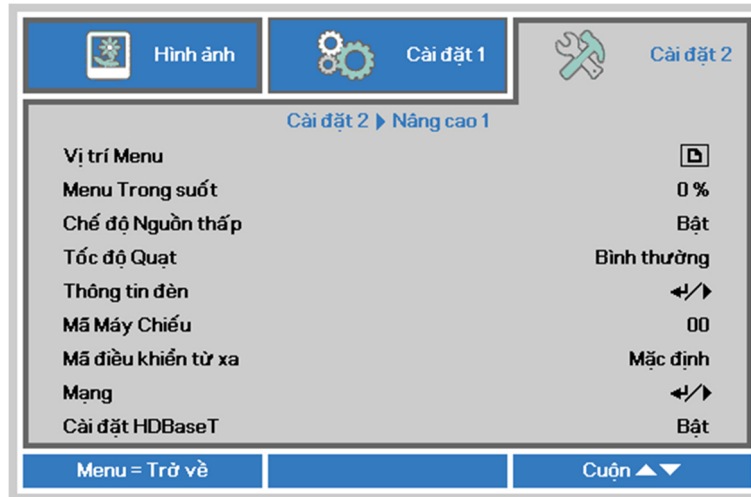 Hình ảnh
Cài đặt 1
Cài đặt 2
Cài đặt 2 ▶ Nâng cao 1
Vị trí Menu
Menu Trong suốt 0 %
Chế độ Nguồn thấp Bật
Tốc độ Quạt Bình thường
Thông tin đèn ↵/▶
Mã Máy Chiếu 00
Mã điều khiển từ xa Mặc định
Mạng ↵/▶
Cài đặt HDBaseT Bật
Menu = Trở về
Cuộn ▲▼